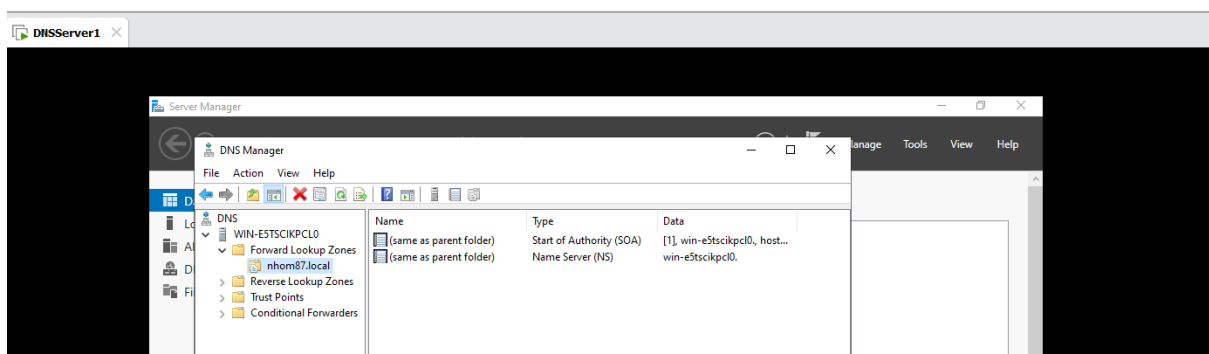 DNSServer1
Server Manager
Manage Tools View Help
DNS Manager
File Action View Help
DNS
WIN-E5TSCIKPCL0
Forward Lookup Zones
nhom87.local
Reverse Lookup Zones
Trust Points
Conditional Forwarders
Name Type Data
(same as parent folder) Start of Authority (SOA) [1], win-e5tscikpcl0., host...
(same as parent folder) Name Server (NS) win-e5tscikpcl0.